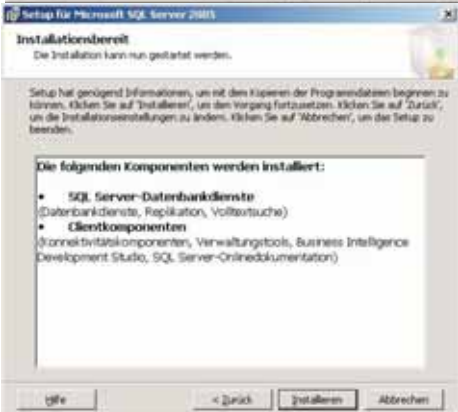 Setup für Microsoft SQL Server 2005
Installationsbereit
Die Installation kann nun gestartet werden.
Setup hat genügend Informationen, um mit dem Kopieren der Programmdateien beginnen zu
können. Klicken Sie auf 'Installieren', um den Vorgang fortzusetzen. Klicken Sie auf 'Zurück',
um die Installationseinstellungen zu ändern. Klicken Sie auf 'Abbrechen', um das Setup zu
beenden.
Die folgenden Komponenten werden installiert:
• SQL Server-Datenbankdienste
(Datenbankdienste, Replikation, Volltextsuche)
• Clientkomponenten
(Konnektivitätskomponenten, Verwaltungstools, Business Intelligence
Development Studio, SQL Server-Onlinedokumentation)
Hilfe
< Zurück
Installieren
Abbrechen